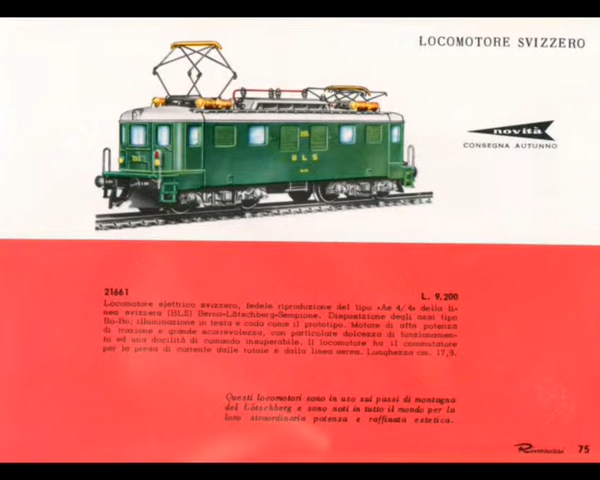 LOCOMOTORE SVIZZERO
novità
CONSEGNA AUTUNNO
BLS
21661
L. 9.200
Locomotore elettrico svizzero, fedele riproduzione del tipo «Ae 4/4» della li-
nea svizzera (BLS) Berna-Lötschberg-Sempione. Disposizione degli assi tipo
Bo-Bo; illuminazione in testa e coda come il prototipo. Motore di alta potenza
di trazione e grande scorrevolezza, con particolare dolcezza di funzionamen-
to ed una docilità di comando insuperabile. Il locomotore ha il commutatore
per la presa di corrente dalle rotaie e dalla linea aerea. Lunghezza cm. 17,9.
Questi locomotori sono in uso sui passi di montagna
del Lötschberg e sono noti in tutto il mondo per la
loro straordinaria potenza e raffinata estetica.
Rivarossi 75